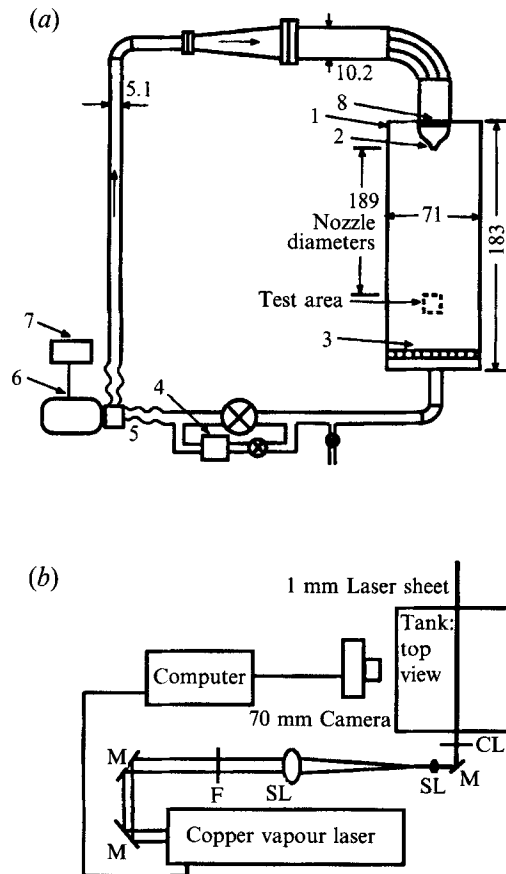 (a)
10.2
5.1
8
1
2
189
71
183
Nozzle
diameters
Test area
3
7
6
4
5
(b)
1 mm Laser sheet
Tank:
top
view
Computer
70 mm Camera
CL
M
F
SL
SL
M
M
Copper vapour laser